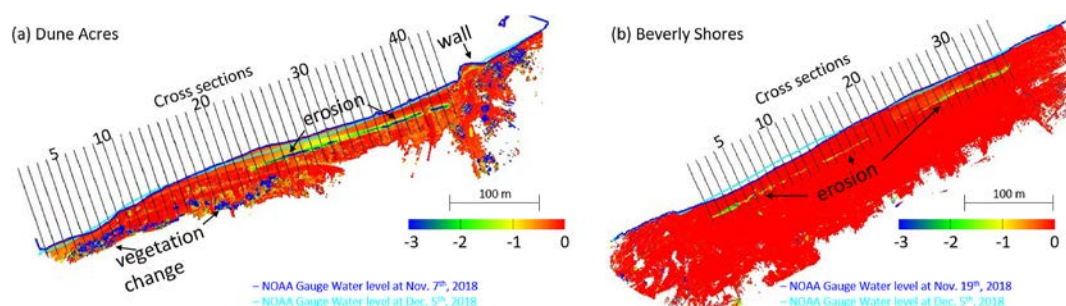 (a) Dune Acres
wall
40
30
Cross sections
20
10
5
erosion
100 m
vegetation
change
-3 -2 -1 0
– NOAA Gauge Water level at Nov. 7th, 2018
– NOAA Gauge Water level at Dec. 5th, 2018
(b) Beverly Shores
30
Cross sections
20
10
5
erosion
100 m
-3 -2 -1 0
– NOAA Gauge Water level at Nov. 19th, 2018
– NOAA Gauge Water level at Dec. 5th, 2018